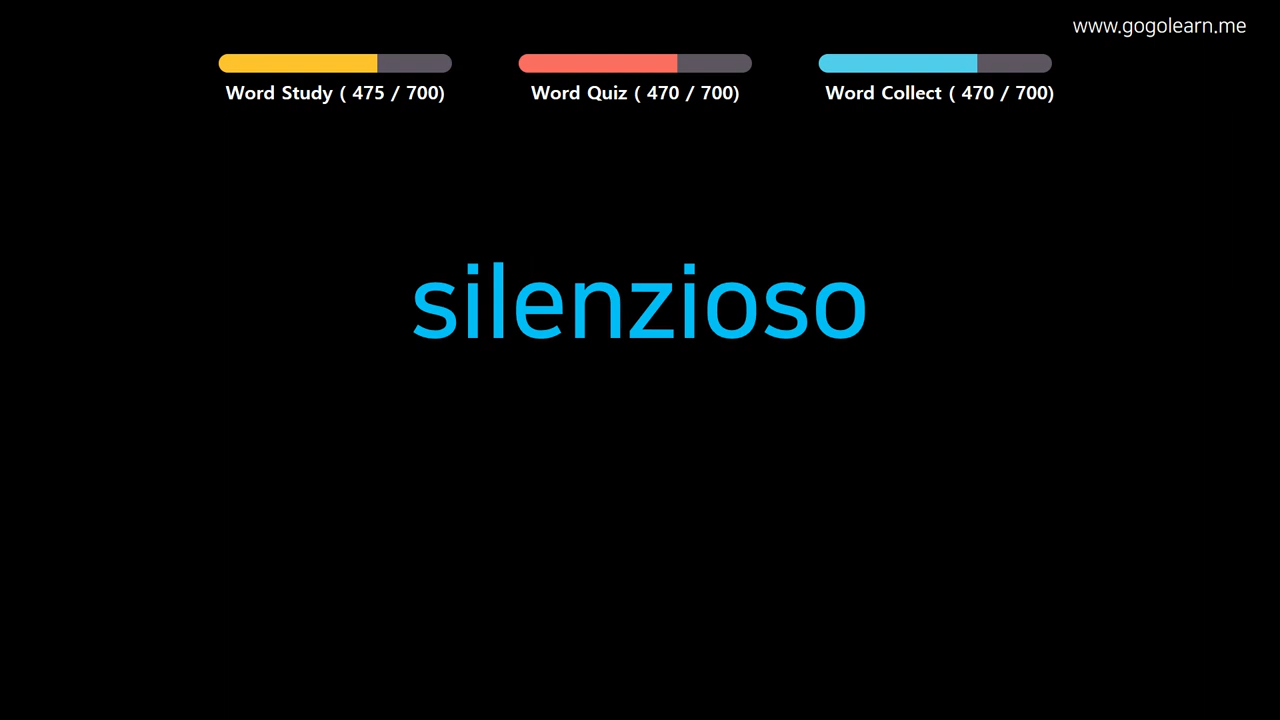 www.gogolearn.me
Word Study ( 475 / 700)
Word Quiz ( 470 / 700)
Word Collect ( 470 / 700)
silenzioso